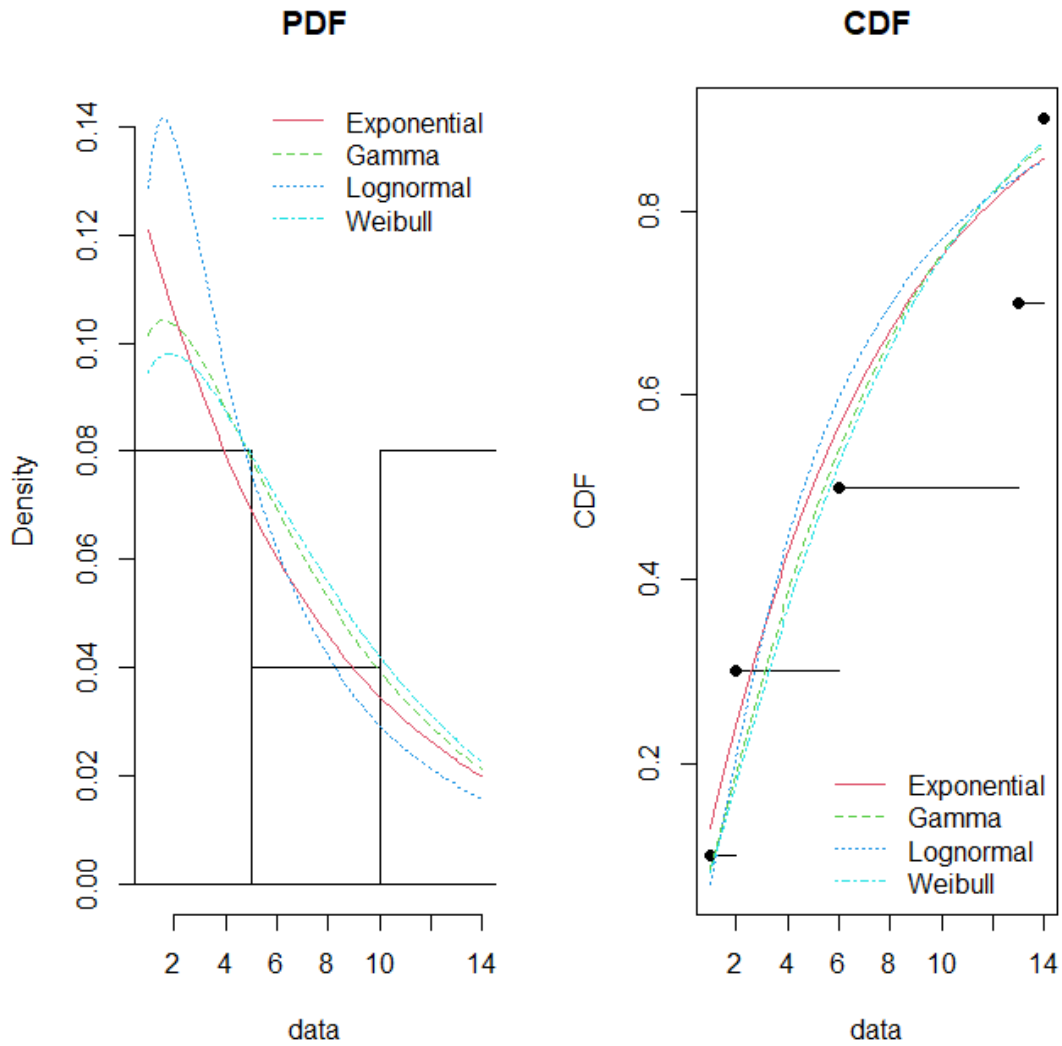 PDF
Density
0.00 0.02 0.04 0.06 0.08 0.10 0.12 0.14
Exponential
Gamma
Lognormal
Weibull
2 4 6 8 10 14
data
CDF
CDF
0.2 0.4 0.6 0.8
Exponential
Gamma
Lognormal
Weibull
2 4 6 8 10 14
data